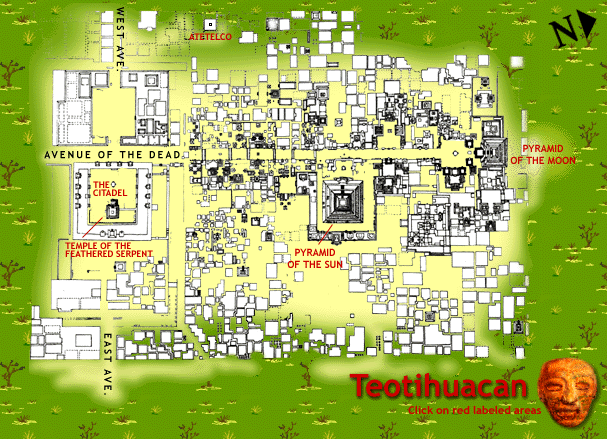 WEST AVE.
ATETELCO
N
AVENUE OF THE DEAD
PYRAMID
OF THE MOON
THE
CITADEL
TEMPLE OF THE
FEATHERED SERPENT
PYRAMID
OF THE SUN
EAST AVE.
Teotihuacan
Click on red labeled areas